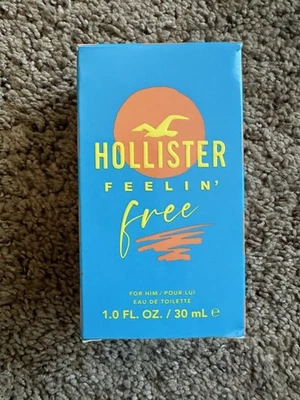 HOLLISTER
FEELIN'
free
FOR HIM / POUR LUI
EAU DE TOILETTE
1.0 FL. OZ. / 30 mL ℮